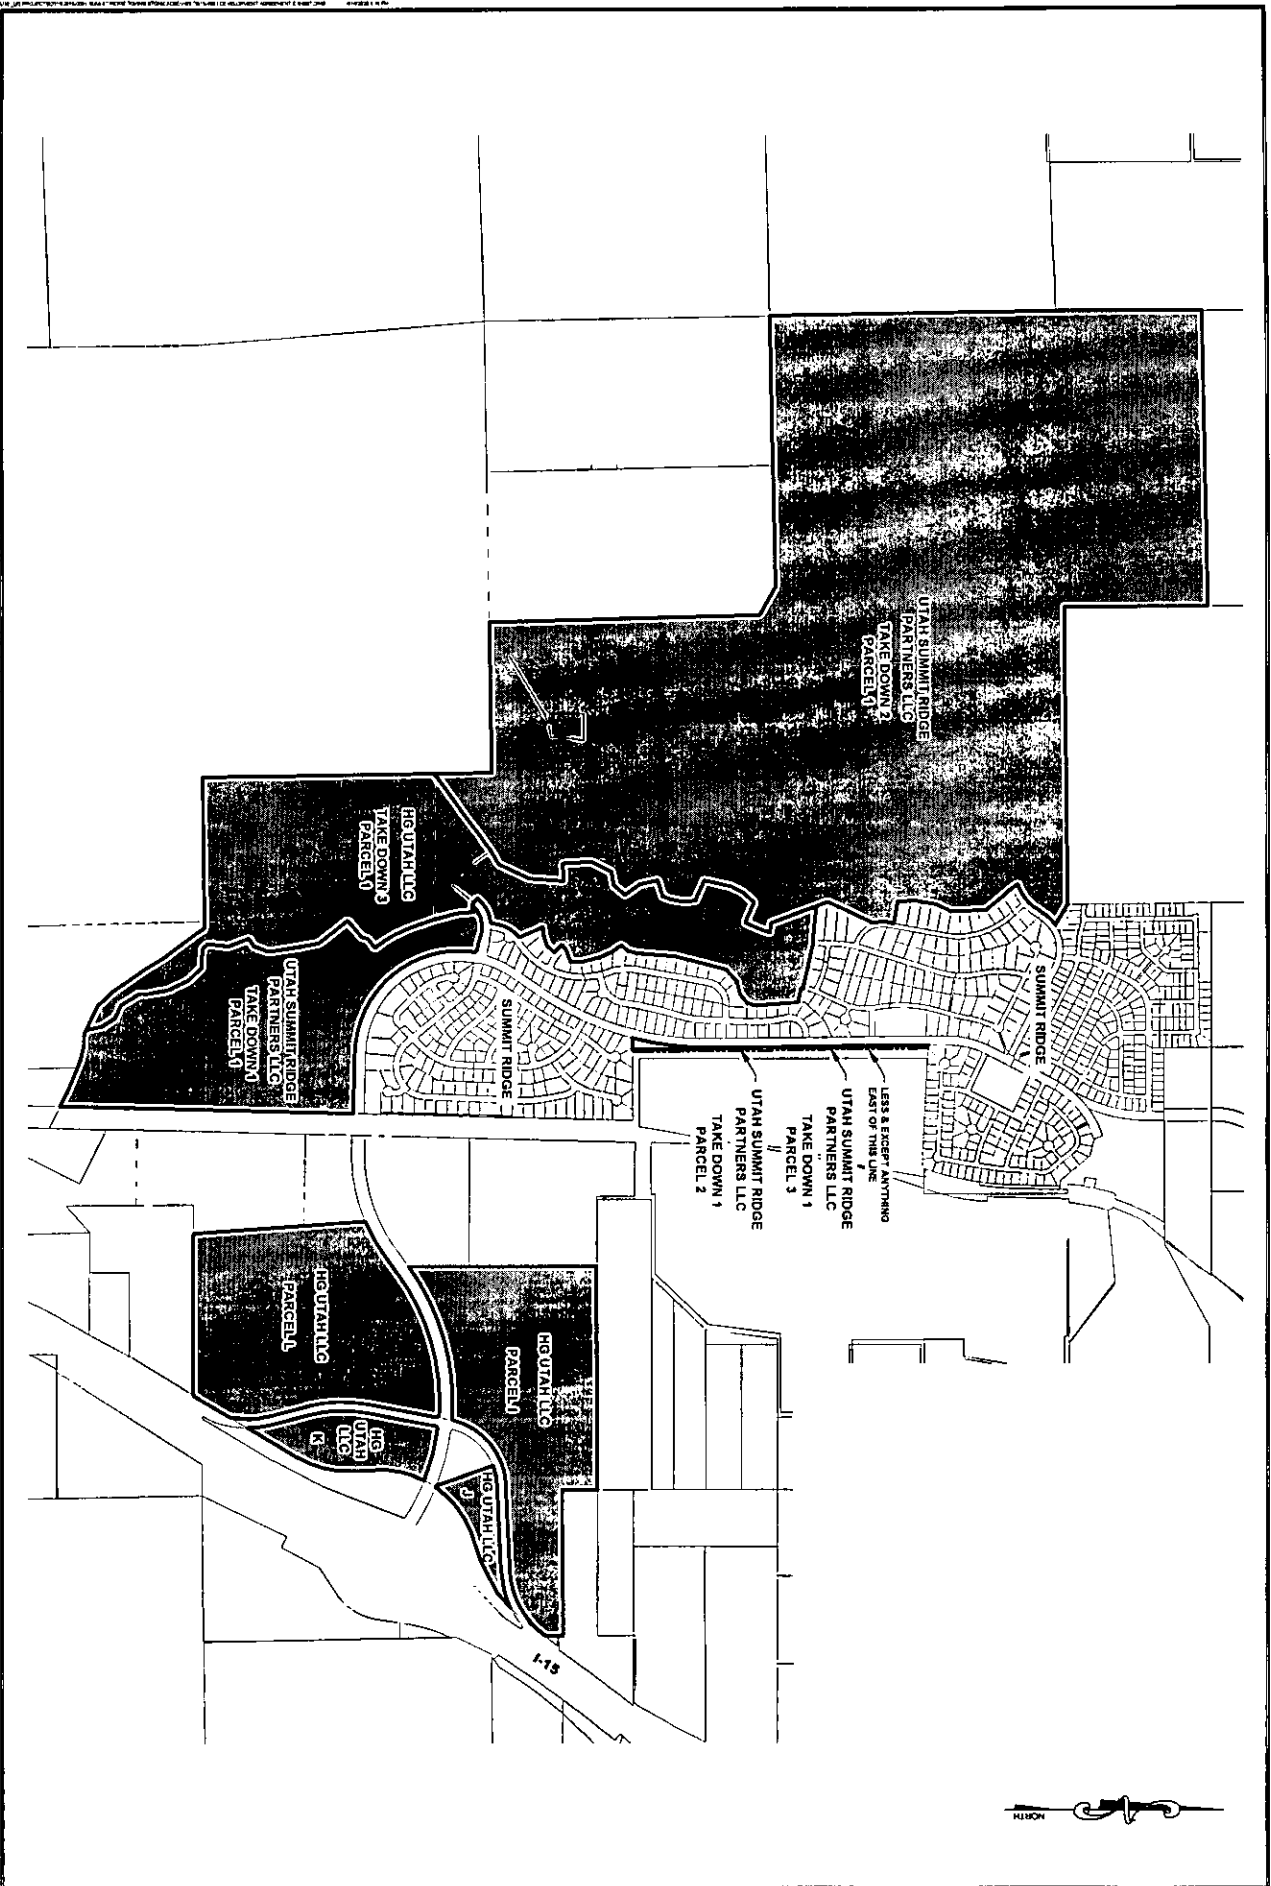 UTAH SUMMIT RIDGE
PARTNERS LLC
TAKE DOWN 2
PARCEL 1
SUMMIT RIDGE
LESS & EXCEPT ANYTHING
EAST OF THIS LINE
UTAH SUMMIT RIDGE
PARTNERS LLC
TAKE DOWN 1
PARCEL 3
UTAH SUMMIT RIDGE
PARTNERS LLC
TAKE DOWN 1
PARCEL 2
SUMMIT RIDGE
HG UTAH LLC
TAKE DOWN 3
PARCEL 1
UTAH SUMMIT RIDGE
PARTNERS LLC
TAKE DOWN 1
PARCEL 1
HG UTAH LLC
PARCEL I
HG UTAH LLC
PARCEL L
HG
UTAH
LLC
K
HG UTAH LLC
J
I-15
NORTH